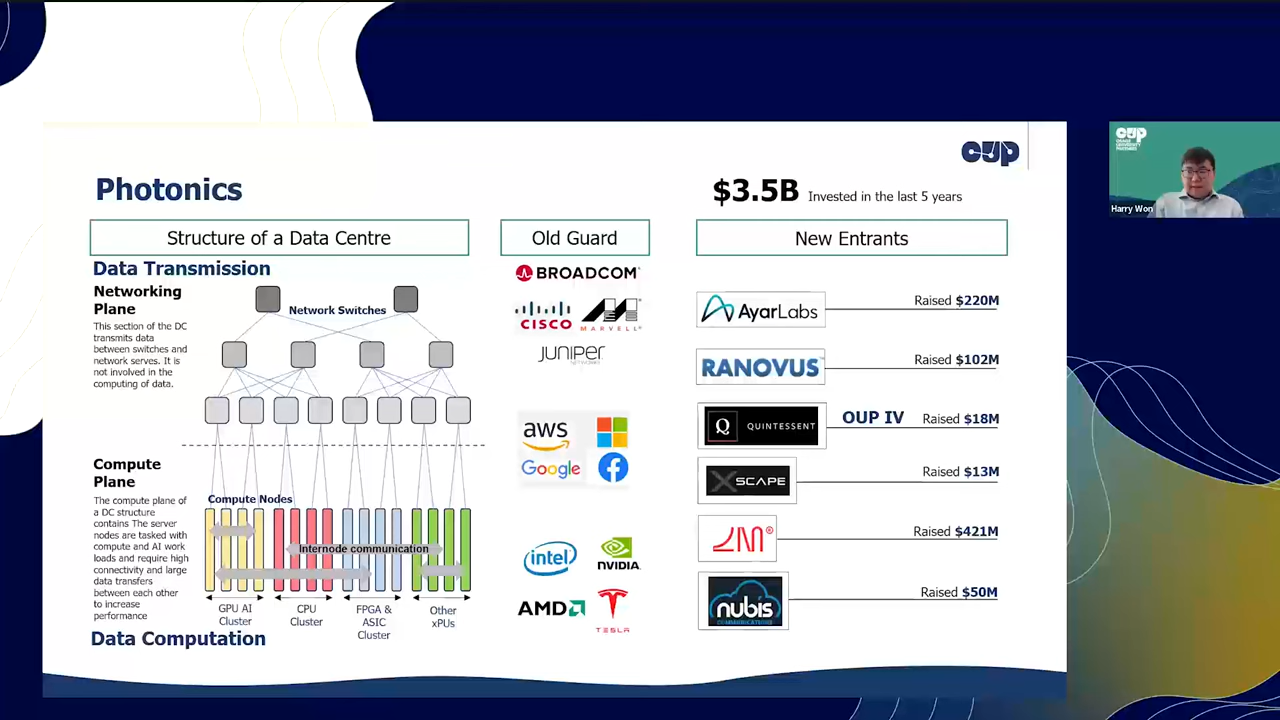 OUP
Photonics
$3.5B Invested in the last 5 years
Structure of a Data Centre
Old Guard
New Entrants
Data Transmission
Networking
Plane
This section of the DC
transmits data
between switches and
network serves. It is
not involved in the
computing of data.
Network Switches
Compute
Plane
The compute plane of
a DC structure
contains The server
nodes are tasked with
compute and AI work
loads and require high
connectivity and large
data transfers
between each other
to increase
performance
Compute Nodes
Internode communication
GPU AI
Cluster
CPU
Cluster
FPGA &
ASIC
Cluster
Other
xPUs
Data Computation
BROADCOM
CISCO
MARVELL
JUNIPER
NETWORKS
aws
Google
intel
NVIDIA
AMD
TESLA
AyarLabs
Raised $220M
RANOVUS
Raised $102M
Q QUINTESSENT
OUP IV Raised $18M
XSCAPE
Raised $13M
Raised $421M
nubis
COMMUNICATIONS
Raised $50M
OUP
Harry Won